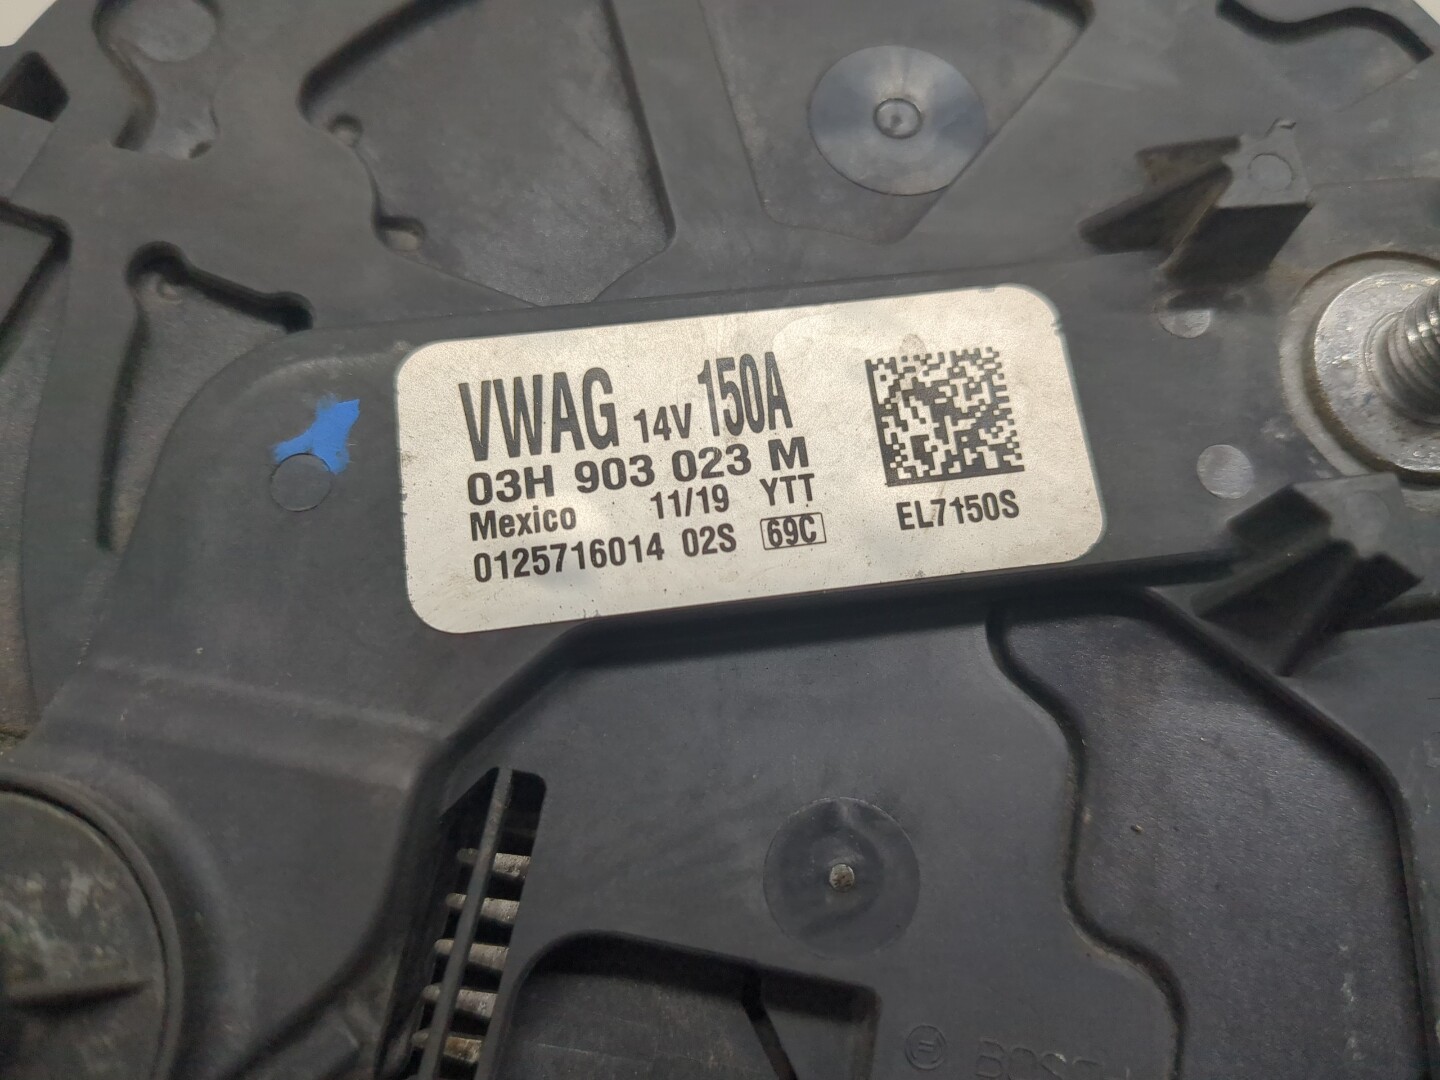 VWAG 14V 150A
03H 903 023 M
Mexico 11/19 YTT
0125716014 02S 69C
EL7150S